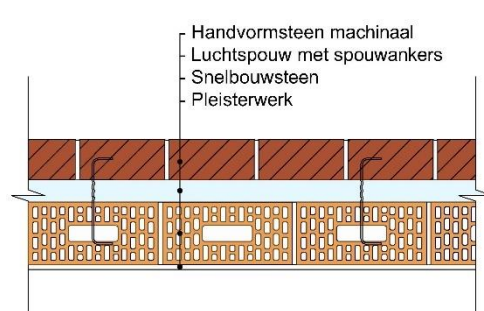 Handvormsteen machinaal
Luchtspouw met spouwankers
Snelbouwsteen
Pleisterwerk